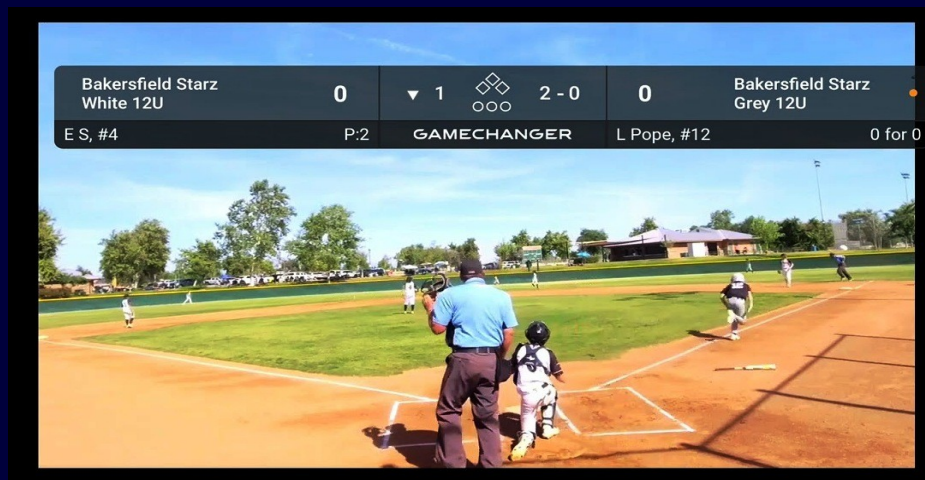 Bakersfield Starz
White 12U
0
▼ 1
2 - 0
0
Bakersfield Starz
Grey 12U
E S, #4
P:2
GAMECHANGER
L Pope, #12
0 for 0